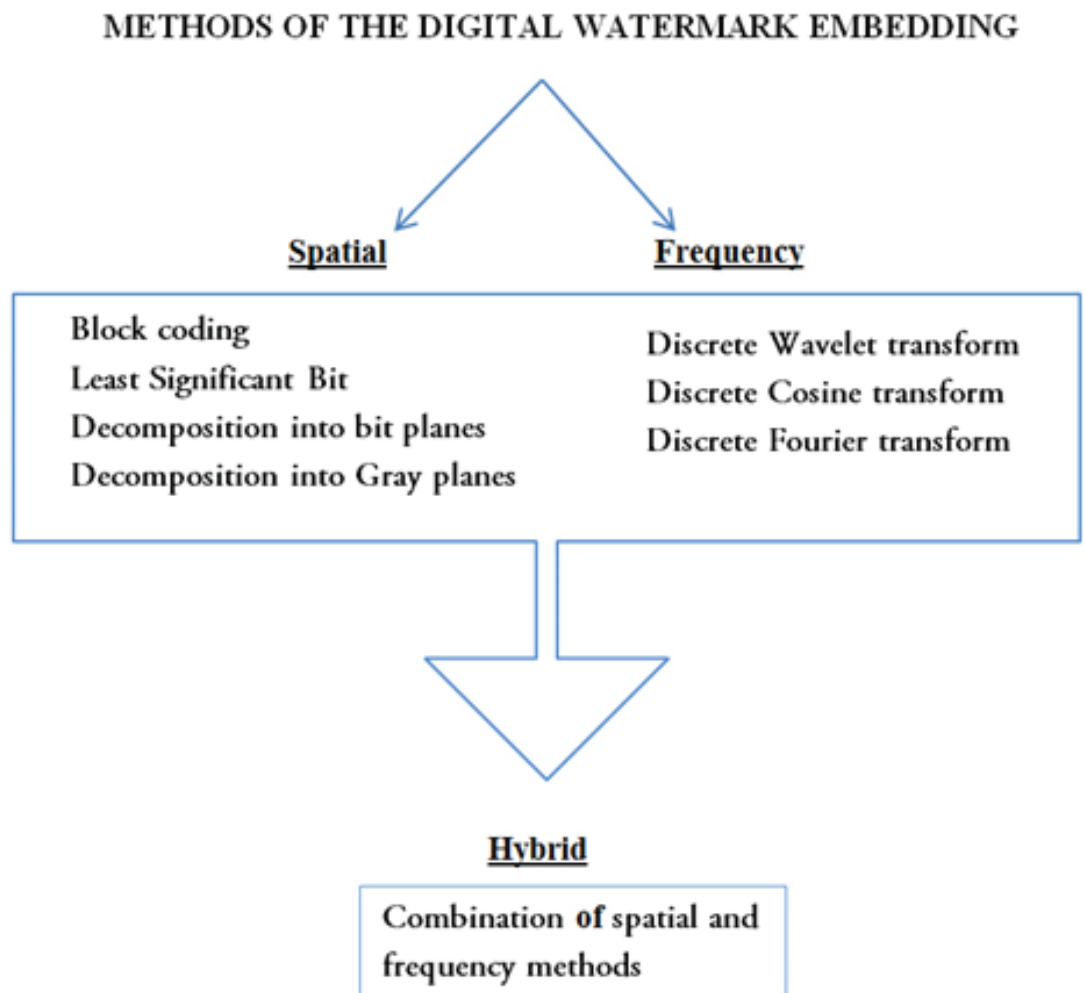 METHODS OF THE DIGITAL WATERMARK EMBEDDING
Spatial
Block coding
Least Significant Bit
Decomposition into bit planes
Decomposition into Gray planes
Frequency
Discrete Wavelet transform
Discrete Cosine transform
Discrete Fourier transform
Hybrid
Combination of spatial and
frequency methods